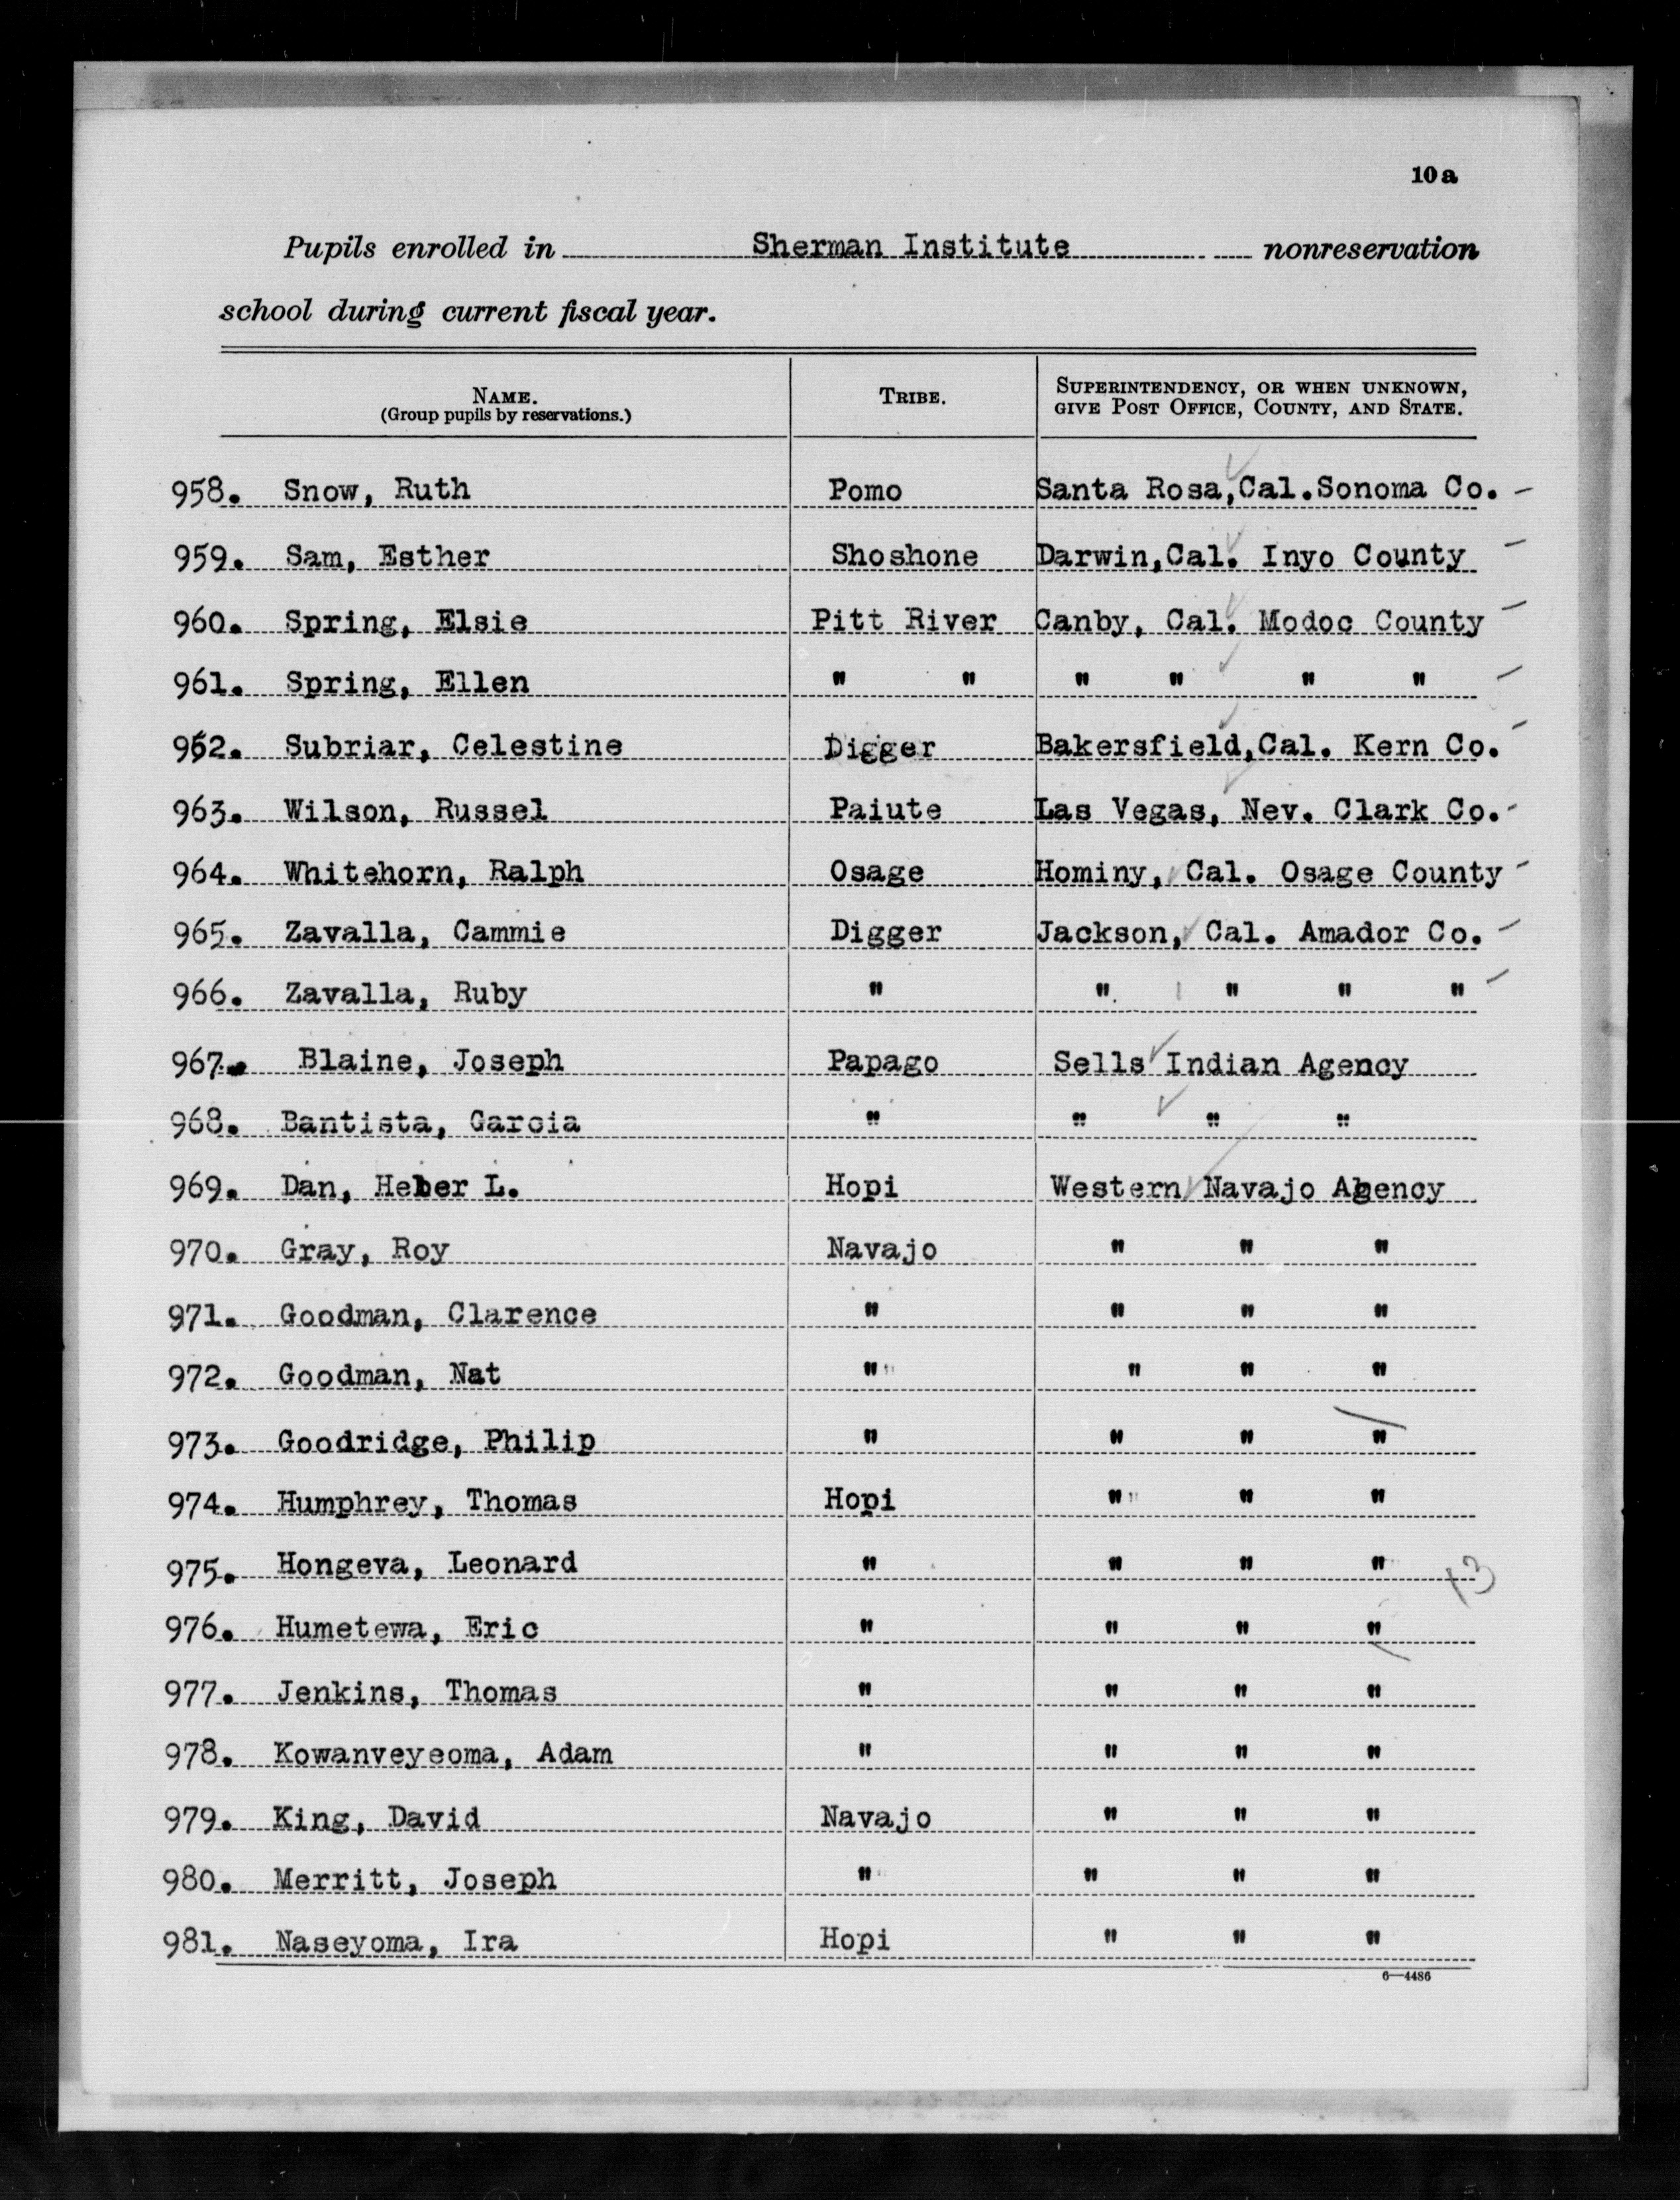 10a
Pupils enrolled in Sherman Institute nonreservation
school during current fiscal year.
NAME. (Group pupils by reservations.) TRIBE. SUPERINTENDENCY, OR WHEN UNKNOWN, GIVE POST OFFICE, COUNTY, AND STATE.
958. Snow, Ruth Pomo Santa Rosa,Cal.Sonoma Co.
959. Sam, Esther Shoshone Darwin,Cal. Inyo County
960. Spring, Elsie Pitt River Canby, Cal. Modoc County
961. Spring, Ellen " " " " " "
962. Subriar, Celestine Digger Bakersfield,Cal. Kern Co.
963. Wilson, Russel Paiute Las Vegas, Nev. Clark Co.
964. Whitehorn, Ralph Osage Hominy, Cal. Osage County
965. Zavalla, Cammie Digger Jackson, Cal. Amador Co.
966. Zavalla, Ruby " " " " "
967. Blaine, Joseph Papago Sells Indian Agency
968. Bantista, Garcia " " " "
969. Dan, Heber L. Hopi Western Navajo Agency
970. Gray, Roy Navajo " " "
971. Goodman, Clarence " " " "
972. Goodman, Nat " " " "
973. Goodridge, Philip " " " "
974. Humphrey, Thomas Hopi " " "
975. Hongeva, Leonard " " " " 13
976. Humetewa, Eric " " " "
977. Jenkins, Thomas " " " "
978. Kowanveyeoma, Adam " " " "
979. King, David Navajo " " "
980. Merritt, Joseph " " " "
981. Naseyoma, Ira Hopi " " "
6—4486